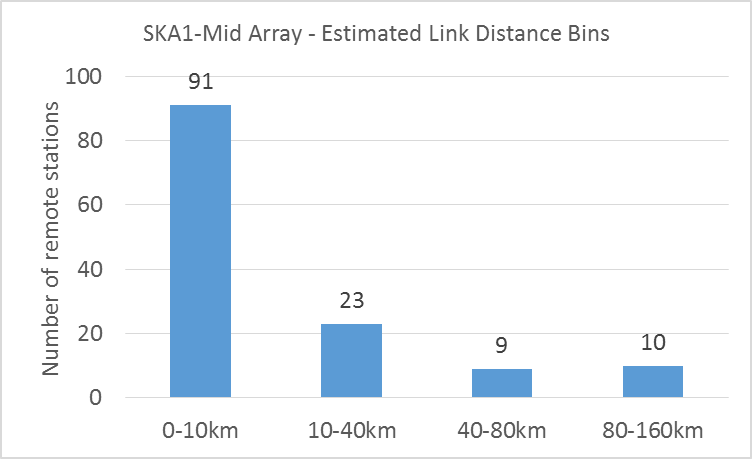 SKA1-Mid Array - Estimated Link Distance Bins
Number of remote stations
100
80
60
40
20
0
91
23
9
10
0-10km
10-40km
40-80km
80-160km